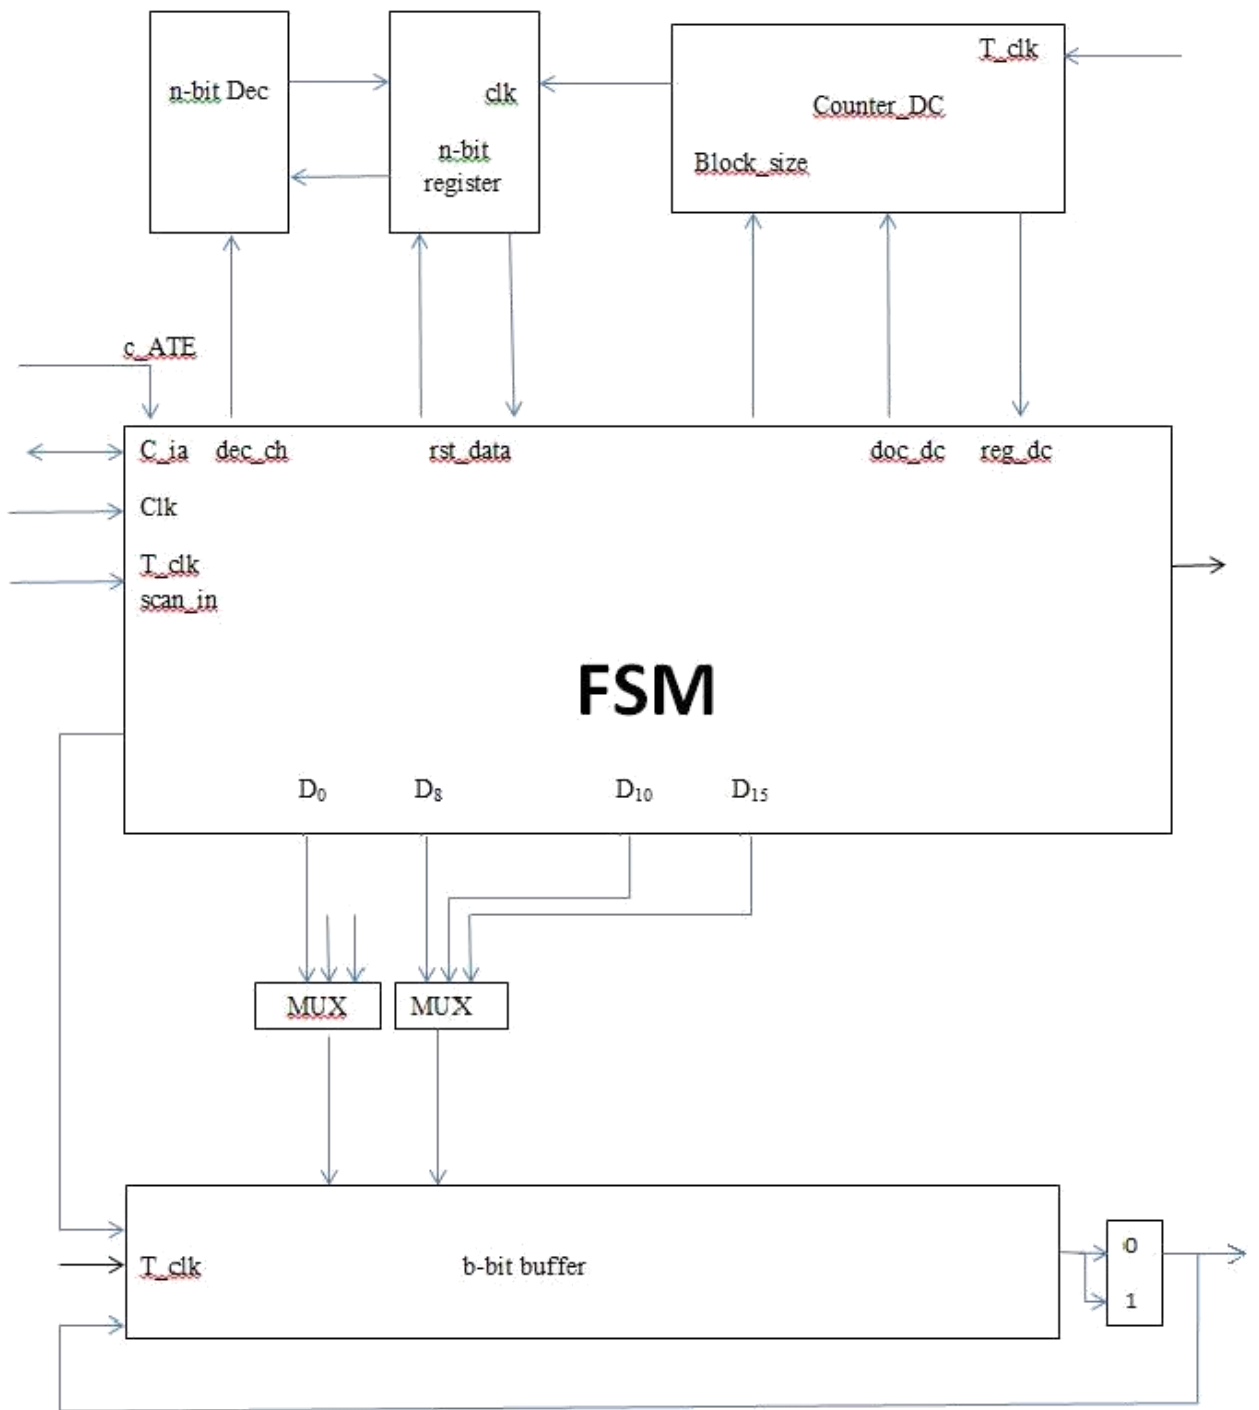 T_clk
n-bit Dec
clk
Counter_DC
n-bit
register
Block_size
c_ATE
C_ia
dec_ch
rst_data
doc_dc
reg_dc
Clk
T_clk
scan_in
FSM
D₀
D₈
D₁₀
D₁₅
MUX
MUX
0
T_clk
b-bit buffer
1